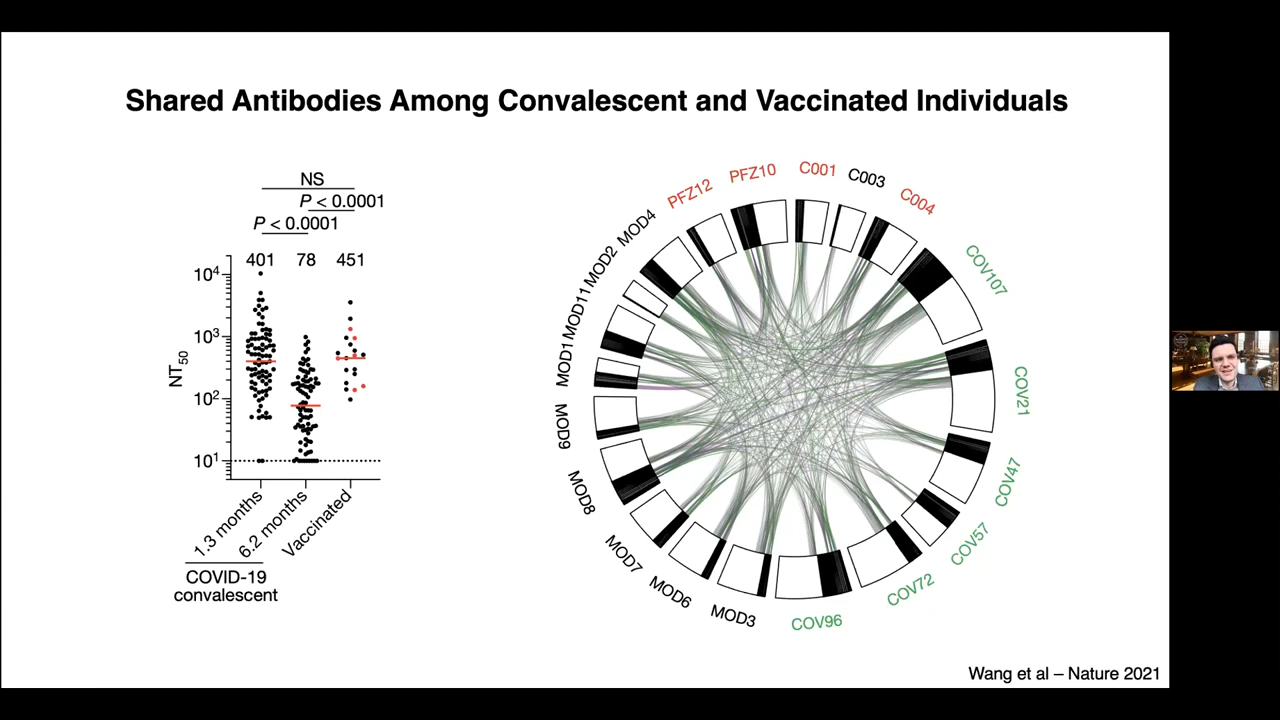 Shared Antibodies Among Convalescent and Vaccinated Individuals
NS
P < 0.0001
P < 0.0001
401 78 451
10⁴
10³
10²
10¹
NT50
1.3 months
6.2 months
Vaccinated
COVID-19
convalescent
PFZ12
PFZ10
C001
C003
C004
COV107
COV21
COV47
COV57
COV72
COV96
MOD3
MOD6
MOD7
MOD8
MOD9
MOD1
MOD11
MOD2
MOD4
Wang et al – Nature 2021